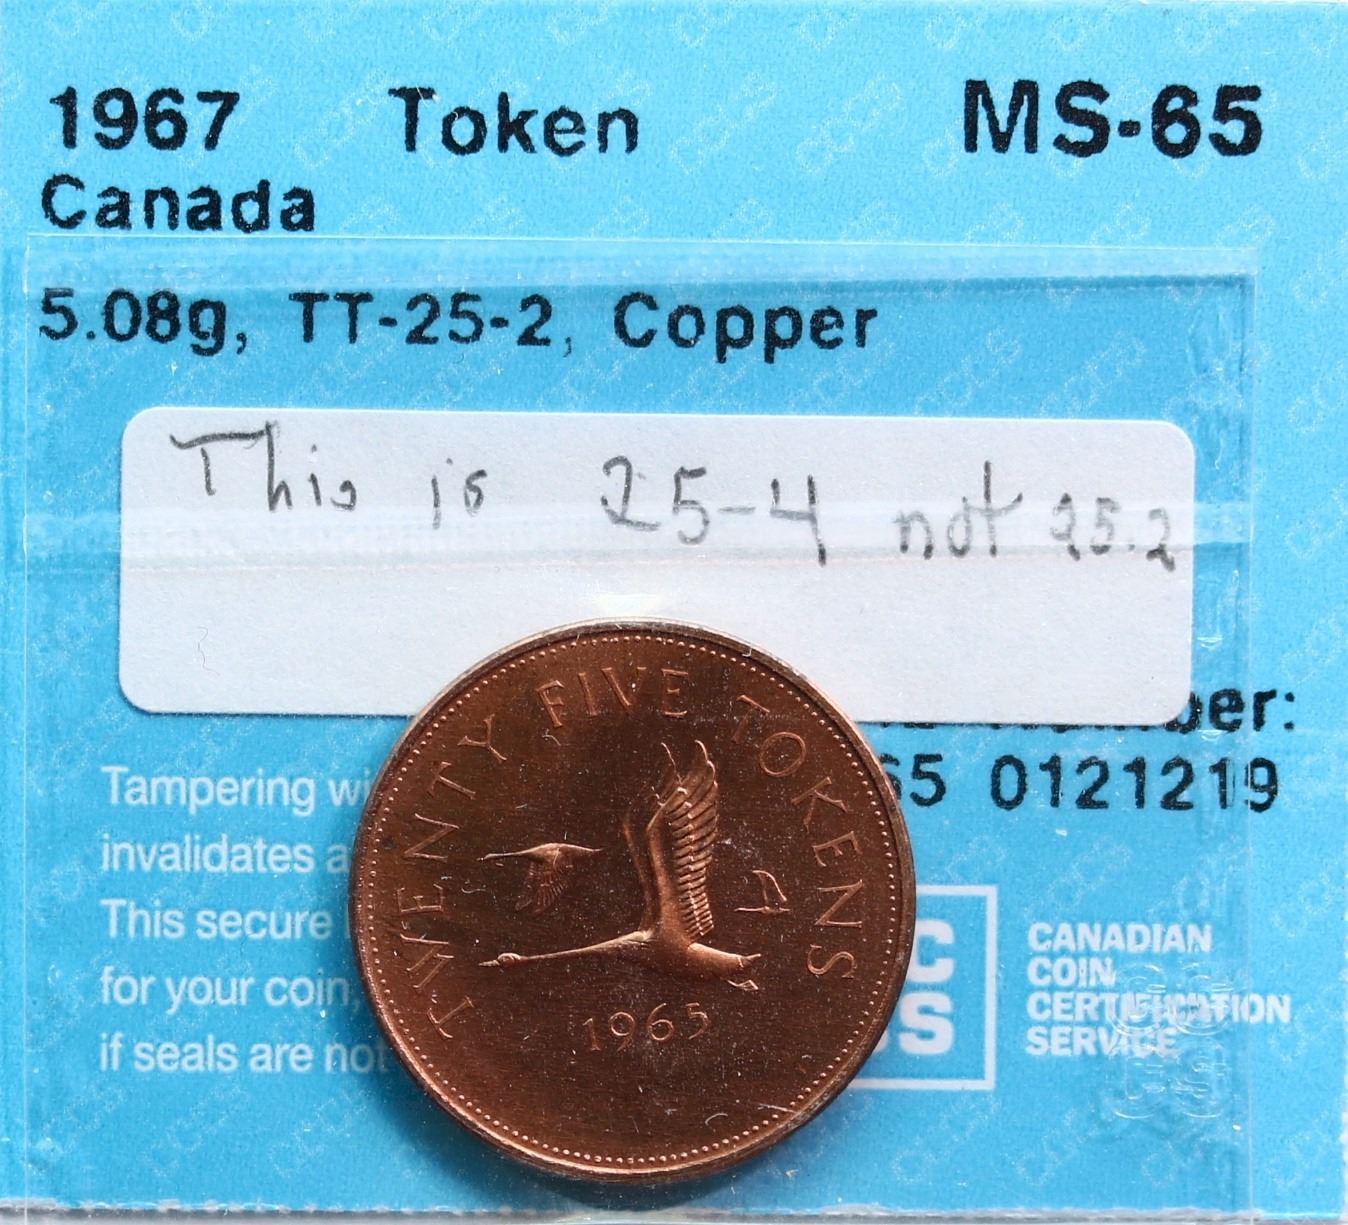 1967 Token MS-65
Canada
5.08g, TT-25-2, Copper
This is 25-4 not 25.2
TWENTY FIVE TOKENS
1965
65 0121219
Tampering
invalidates
This secure
for your coin,
if seals are not
CANADIAN
COIN
CERTIFICATION
SERVICE